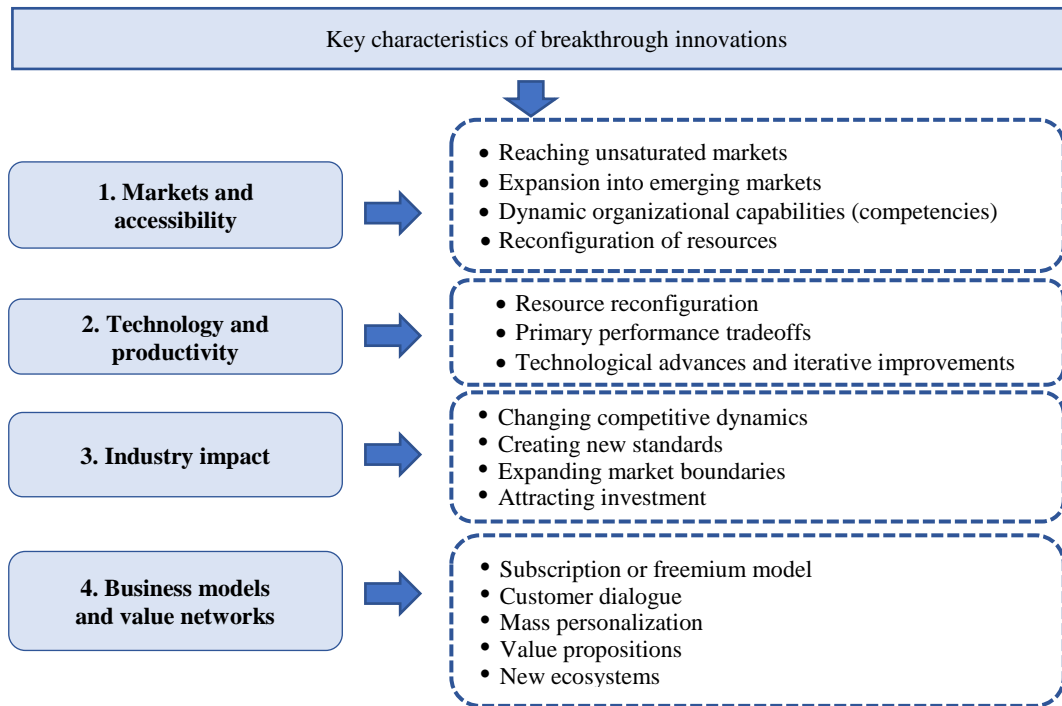 Key characteristics of breakthrough innovations
1. Markets and
accessibility
• Reaching unsaturated markets
• Expansion into emerging markets
• Dynamic organizational capabilities (competencies)
• Reconfiguration of resources
2. Technology and
productivity
• Resource reconfiguration
• Primary performance tradeoffs
• Technological advances and iterative improvements
3. Industry impact
• Changing competitive dynamics
• Creating new standards
• Expanding market boundaries
• Attracting investment
4. Business models
and value networks
• Subscription or freemium model
• Customer dialogue
• Mass personalization
• Value propositions
• New ecosystems